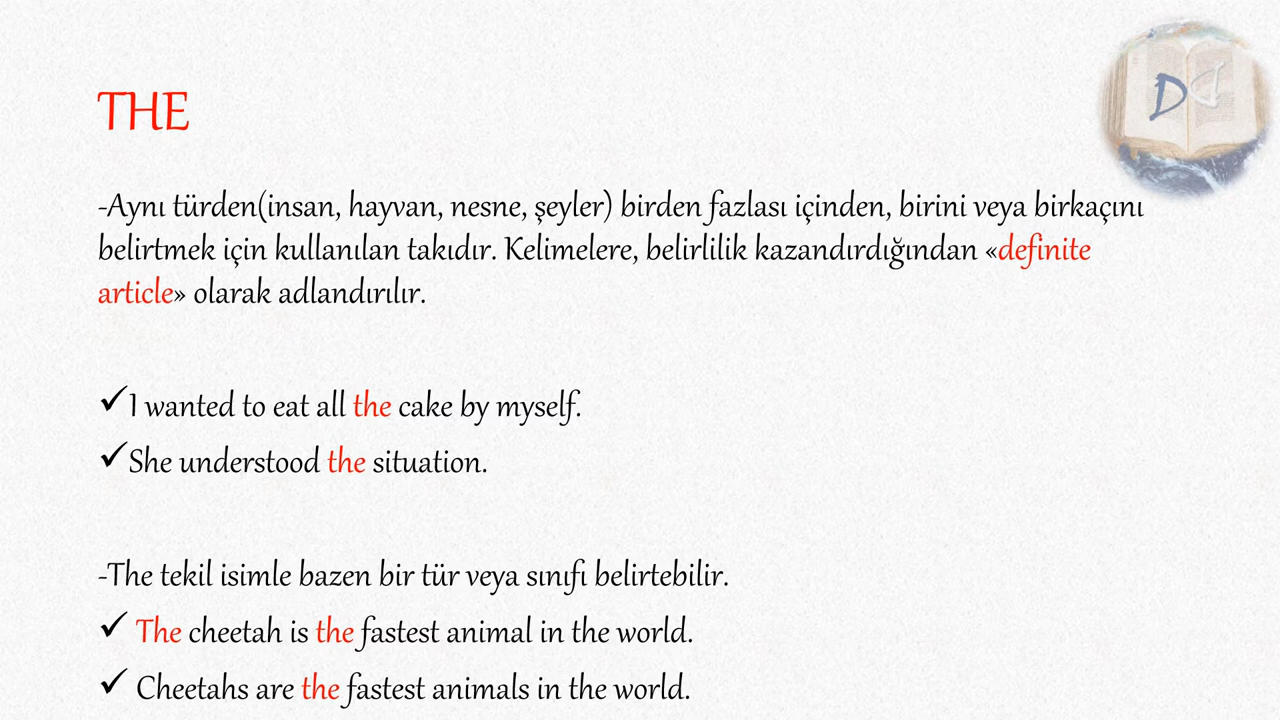 THE
-Aynı türden(insan, hayvan, nesne, şeyler) birden fazlası içinden, birini veya birkaçını
belirtmek için kullanılan takıdır. Kelimelere, belirlilik kazandırdığından «definite
article» olarak adlandırılır.
✓I wanted to eat all the cake by myself.
✓She understood the situation.
-The tekil isimle bazen bir tür veya sınıfı belirtebilir.
✓ The cheetah is the fastest animal in the world.
✓ Cheetahs are the fastest animals in the world.